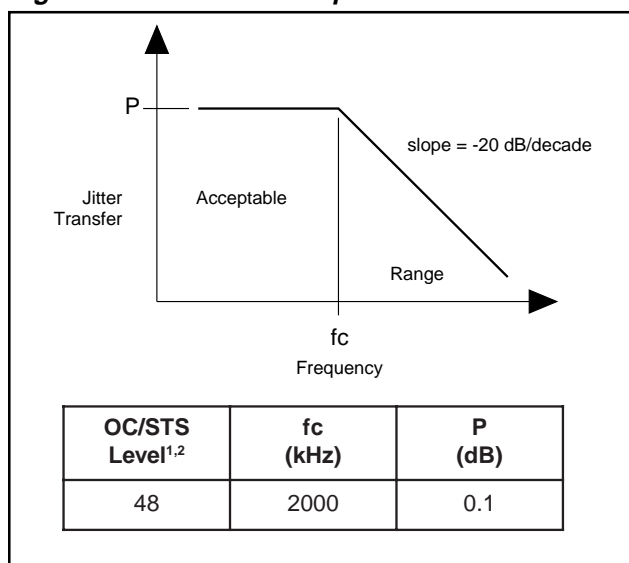 P
slope = -20 dB/decade
Jitter
Transfer
Acceptable
Range
fc
Frequency
OC/STS
Level1,2
fc
(kHz)
P
(dB)
48
2000
0.1